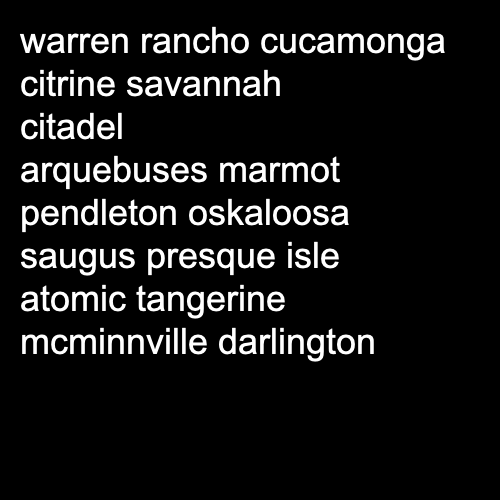 warren rancho cucamonga
citrine savannah
citadel
arquebuses marmot
pendleton oskaloosa
saugus presque isle
atomic tangerine
mcminnville darlington